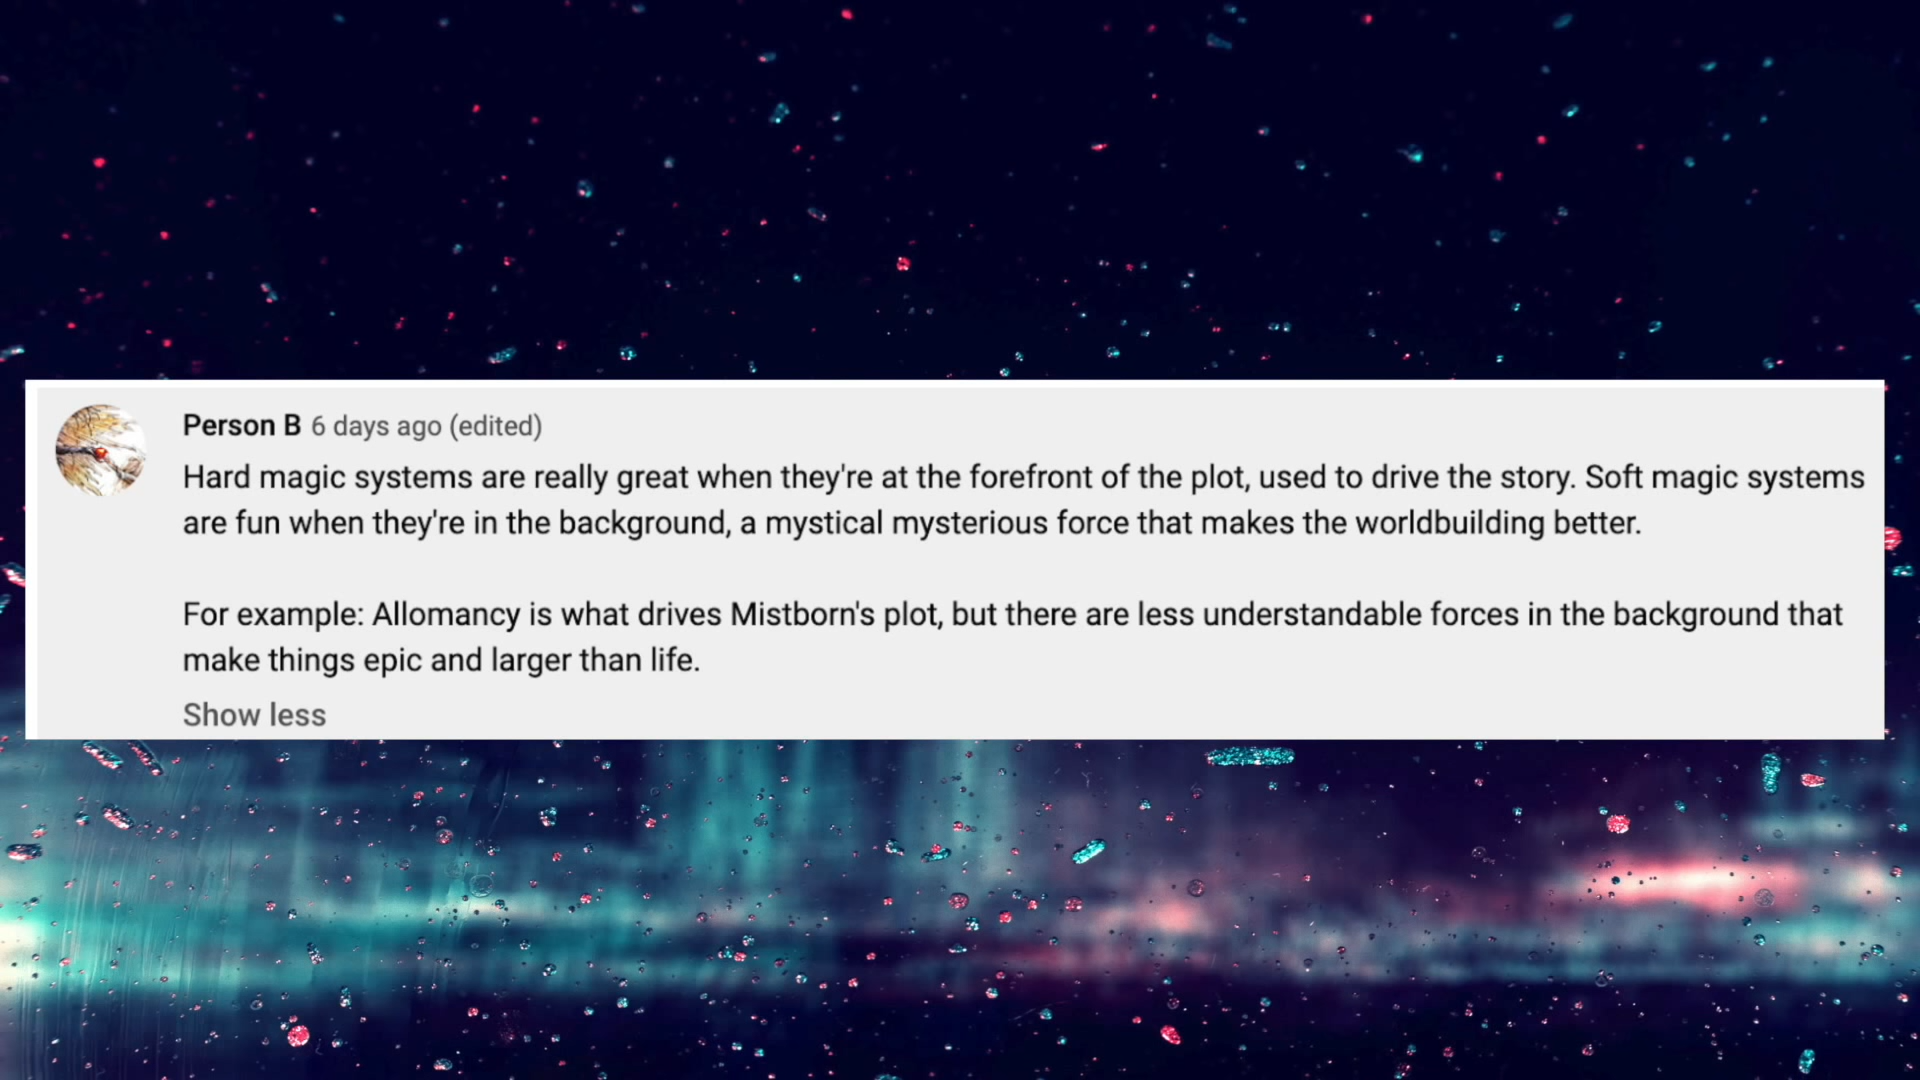 Person B 6 days ago (edited)
Hard magic systems are really great when they're at the forefront of the plot, used to drive the story. Soft magic systems
are fun when they're in the background, a mystical mysterious force that makes the worldbuilding better.
For example: Allomancy is what drives Mistborn's plot, but there are less understandable forces in the background that
make things epic and larger than life.
Show less